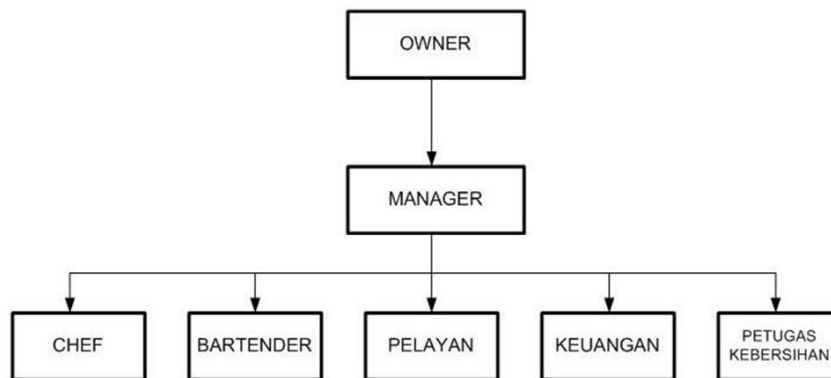 OWNER
MANAGER
CHEF
BARTENDER
PELAYAN
KEUANGAN
PETUGAS
KEBERSIHAN